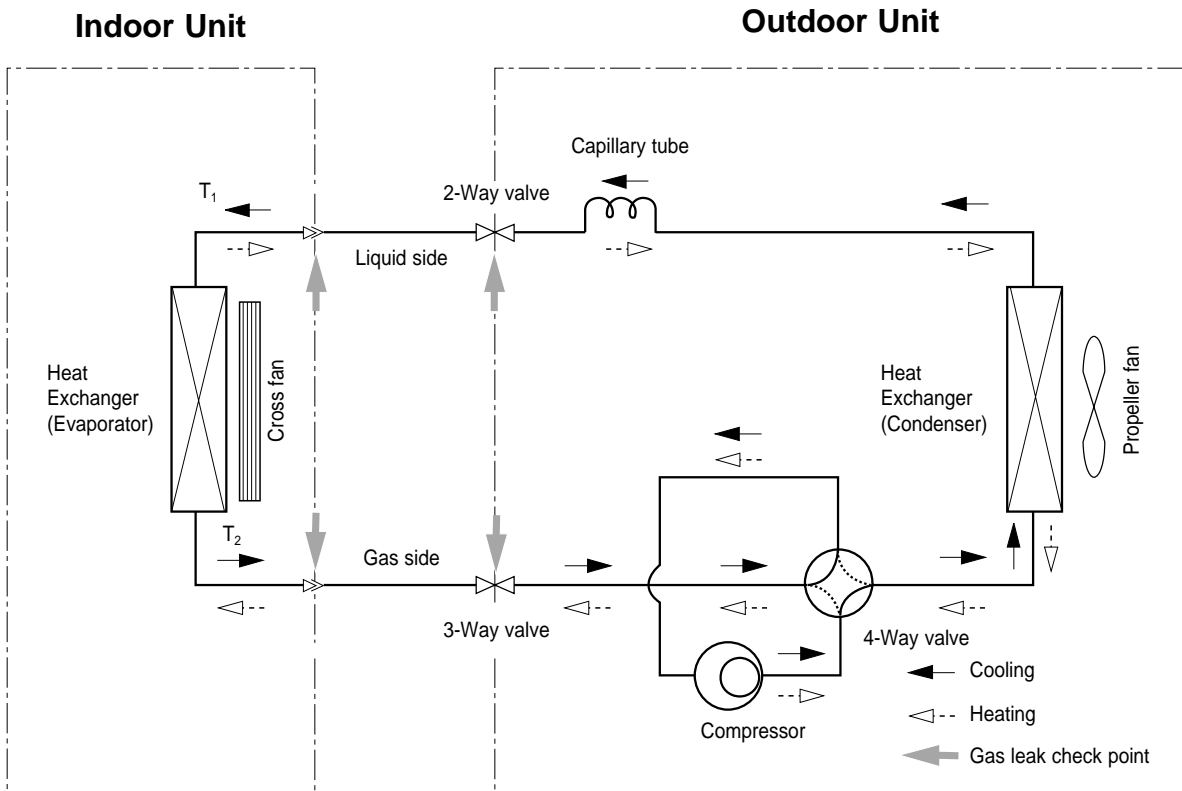 Indoor Unit
Outdoor Unit
Capillary tube
T1
2-Way valve
Liquid side
Heat
Exchanger
(Evaporator)
Cross fan
Heat
Exchanger
(Condenser)
Propeller fan
T2
Gas side
3-Way valve
4-Way valve
Compressor
Cooling
Heating
Gas leak check point